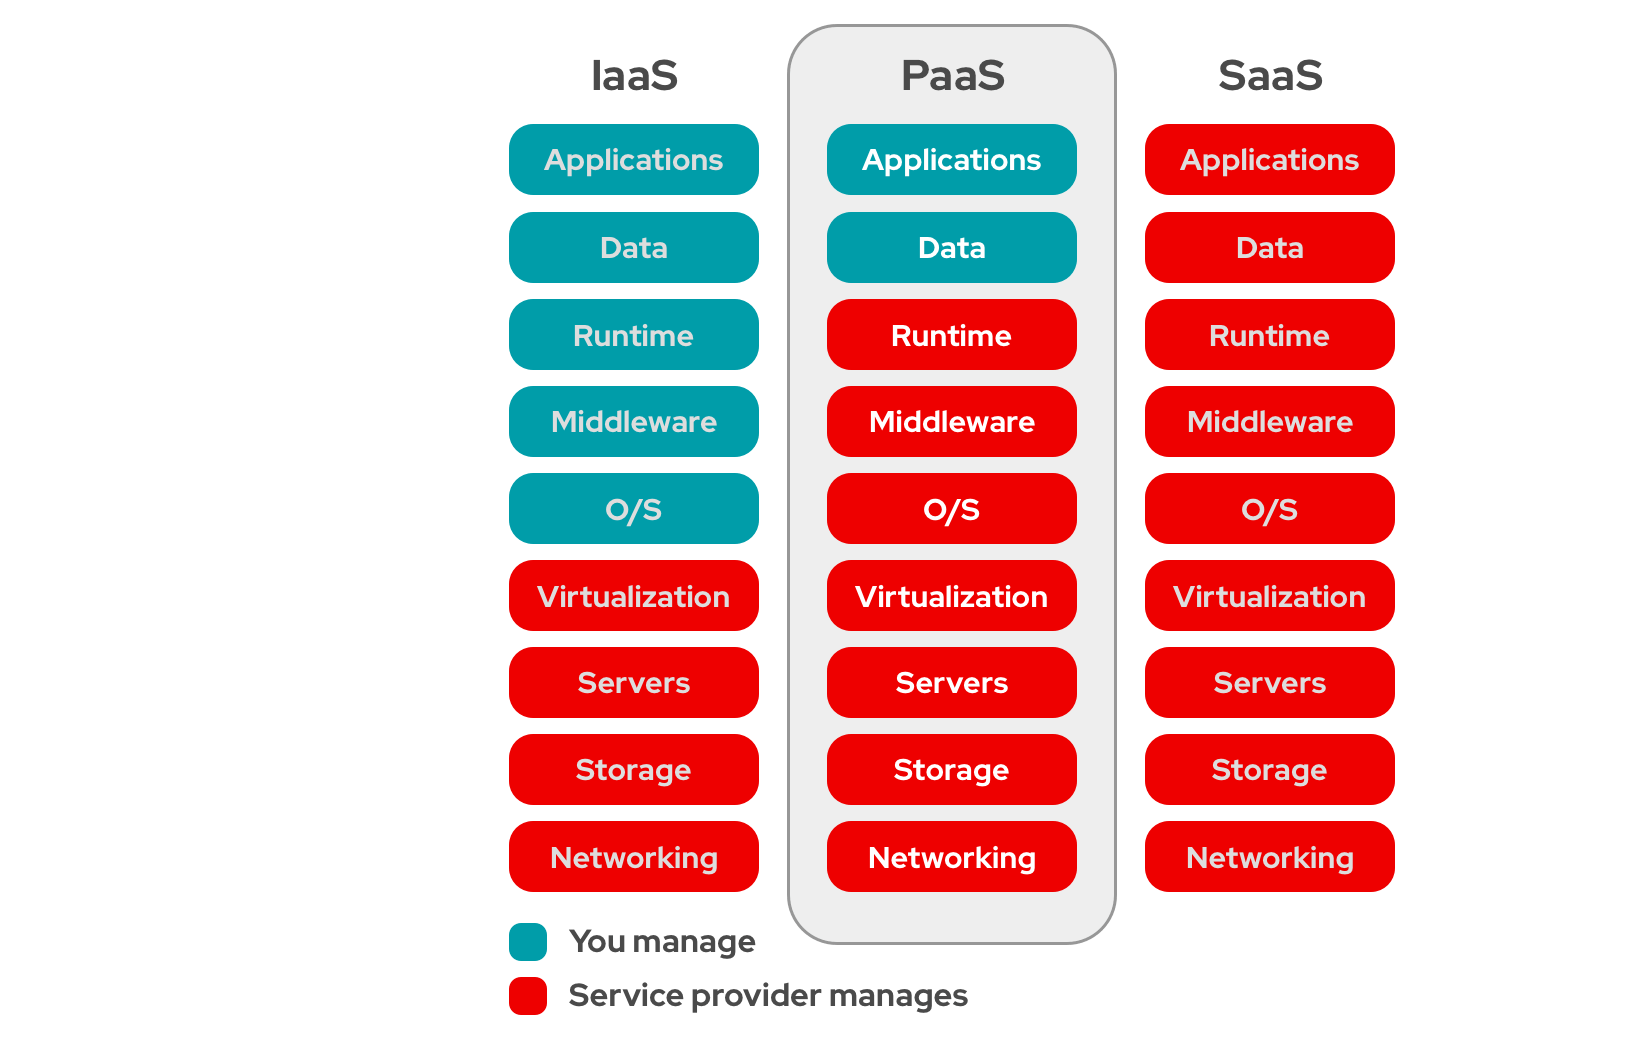 IaaS PaaS SaaS
Applications Applications Applications
Data Data Data
Runtime Runtime Runtime
Middleware Middleware Middleware
O/S O/S O/S
Virtualization Virtualization Virtualization
Servers Servers Servers
Storage Storage Storage
Networking Networking Networking
You manage
Service provider manages